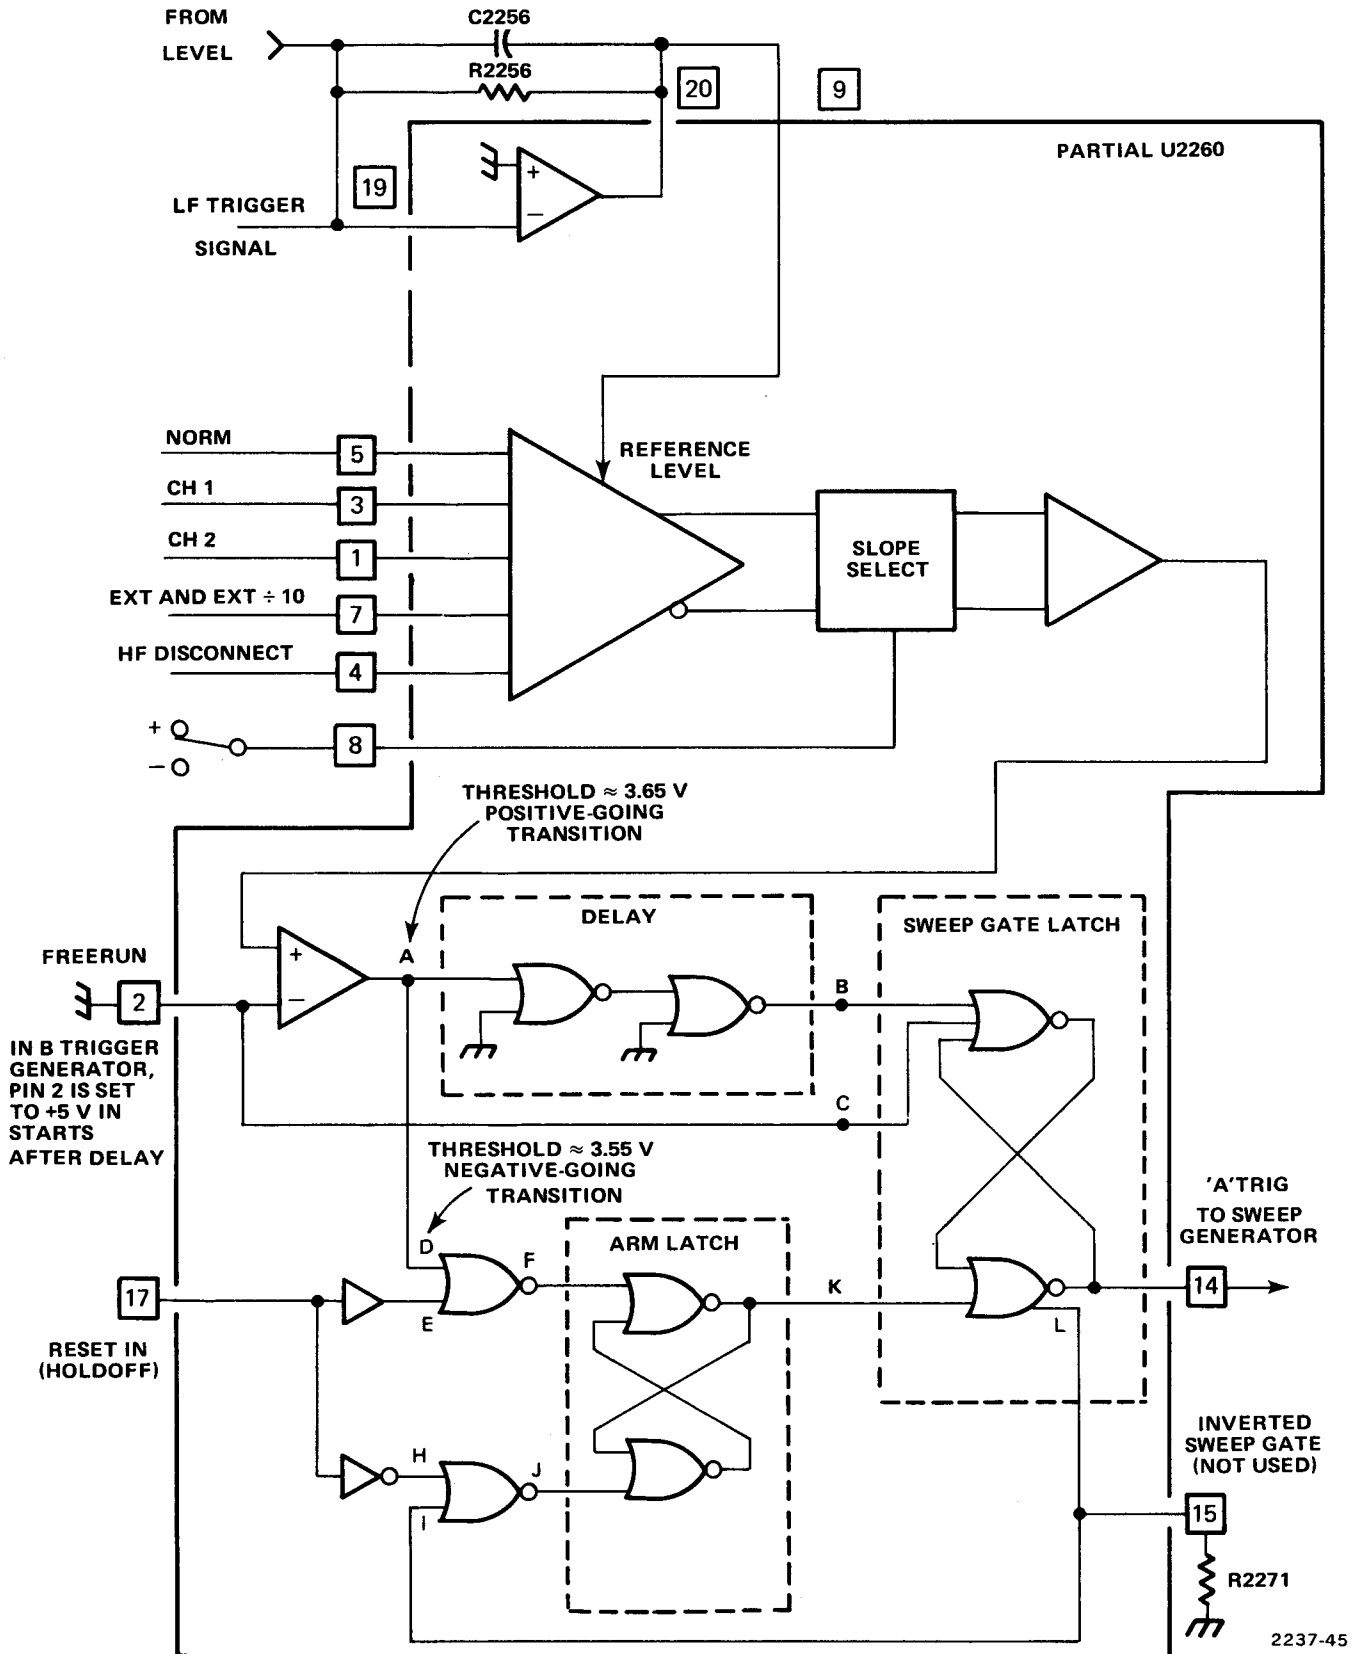 FROM
LEVEL
C2256
R2256
20
9
PARTIAL U2260
19
LF TRIGGER
SIGNAL
+
−
NORM
5
REFERENCE
LEVEL
CH 1
3
CH 2
1
SLOPE
SELECT
EXT AND EXT ÷ 10
7
HF DISCONNECT
4
+
−
8
THRESHOLD ≈ 3.65 V
POSITIVE-GOING
TRANSITION
DELAY
SWEEP GATE LATCH
A
+
−
FREERUN
2
B
IN B TRIGGER
GENERATOR,
PIN 2 IS SET
TO +5 V IN
STARTS
AFTER DELAY
C
THRESHOLD ≈ 3.55 V
NEGATIVE-GOING
TRANSITION
'A'TRIG
TO SWEEP
GENERATOR
D
ARM LATCH
F
K
17
14
E
L
RESET IN
(HOLDOFF)
INVERTED
SWEEP GATE
(NOT USED)
H
J
I
15
R2271
2237-45